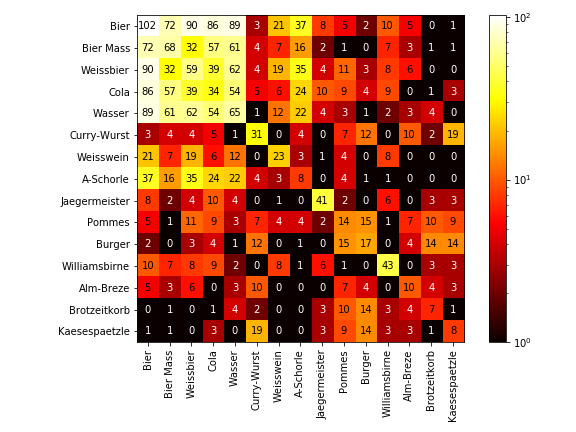 Bier 102 72 90 86 89 3 21 37 8 5 2 10 5 0 1
Bier Mass 72 68 32 57 61 4 7 16 2 1 0 7 3 1 1
Weissbier 90 32 59 39 62 4 19 35 4 11 3 8 6 0 0
Cola 86 57 39 34 54 5 6 24 10 9 4 9 0 1 3
Wasser 89 61 62 54 65 1 12 22 4 3 1 2 3 4 0
Curry-Wurst 3 4 4 5 1 31 0 4 0 7 12 0 10 2 19
Weisswein 21 7 19 6 12 0 23 3 1 4 0 8 0 0 0
A-Schorle 37 16 35 24 22 4 3 8 0 4 1 1 0 0 0
Jaegermeister 8 2 4 10 4 0 1 0 41 2 0 6 0 3 3
Pommes 5 1 11 9 3 7 4 4 2 14 15 1 7 10 9
Burger 2 0 3 4 1 12 0 1 0 15 17 0 4 14 14
Williamsbirne 10 7 8 9 2 0 8 1 6 1 0 43 0 3 3
Alm-Breze 5 3 6 0 3 10 0 0 0 7 4 0 10 4 3
Brotzeitkorb 0 1 0 1 4 2 0 0 3 10 14 3 4 7 1
Kaesespaetzle 1 1 0 3 0 19 0 0 3 9 14 3 3 1 8
Bier
Bier Mass
Weissbier
Cola
Wasser
Curry-Wurst
Weisswein
A-Schorle
Jaegermeister
Pommes
Burger
Williamsbirne
Alm-Breze
Brotzeitkorb
Kaesespaetzle
10²
10¹
10⁰